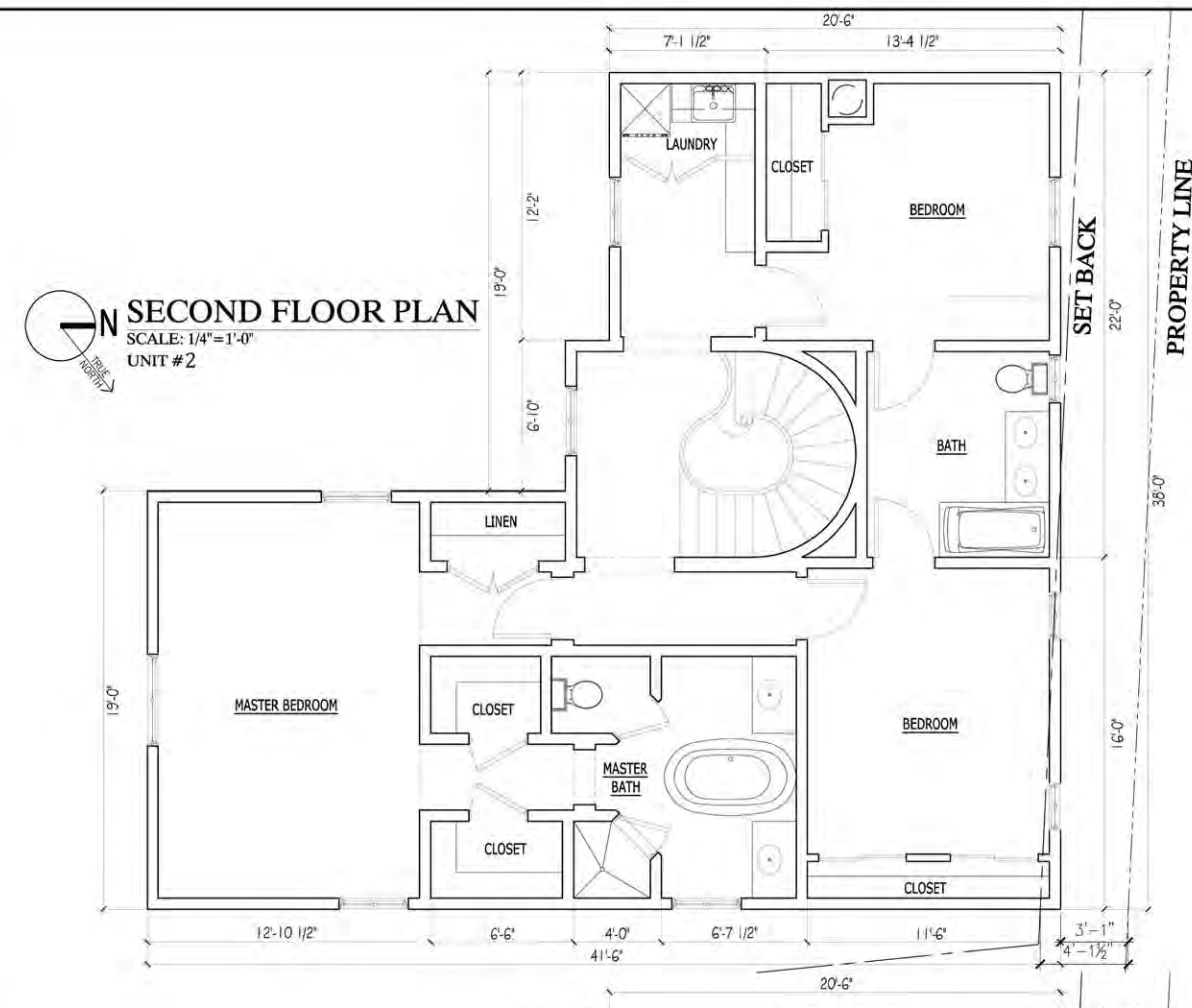 20'-6"
7'-1 1/2"
13'-4 1/2"
LAUNDRY
CLOSET
BEDROOM
12'-2"
19'-0"
SET BACK
PROPERTY LINE
22'-0"
N
SECOND FLOOR PLAN
SCALE: 1/4"=1'-0"
UNIT #2
TRUE
NORTH
6'-10"
BATH
38'-0"
LINEN
19'-0"
MASTER BEDROOM
CLOSET
BEDROOM
16'-0"
MASTER
BATH
CLOSET
CLOSET
12'-10 1/2"
6'-6"
4'-0"
6'-7 1/2"
11'-6"
3'-1"
4'-1½"
41'-6"
20'-6"